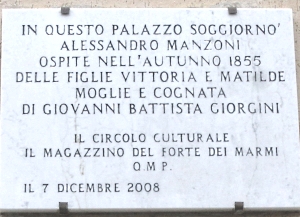 IN QUESTO PALAZZO SOGGIORNO'
ALESSANDRO MANZONI
OSPITE NELL'AUTUNNO 1855
DELLE FIGLIE VITTORIA E MATILDE
MOGLIE E COGNATA
DI GIOVANNI BATTISTA GIORGINI
IL CIRCOLO CULTURALE
IL MAGAZZINO DEL FORTE DEI MARMI
Q.M.P.
IL 7 DICEMBRE 2008